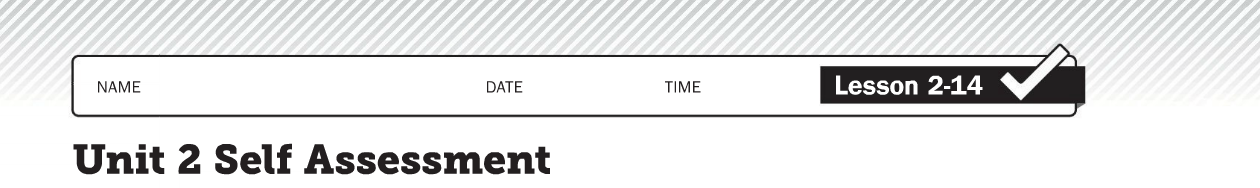 NAME DATE TIME Lesson 2-14
Unit 2 Self Assessment